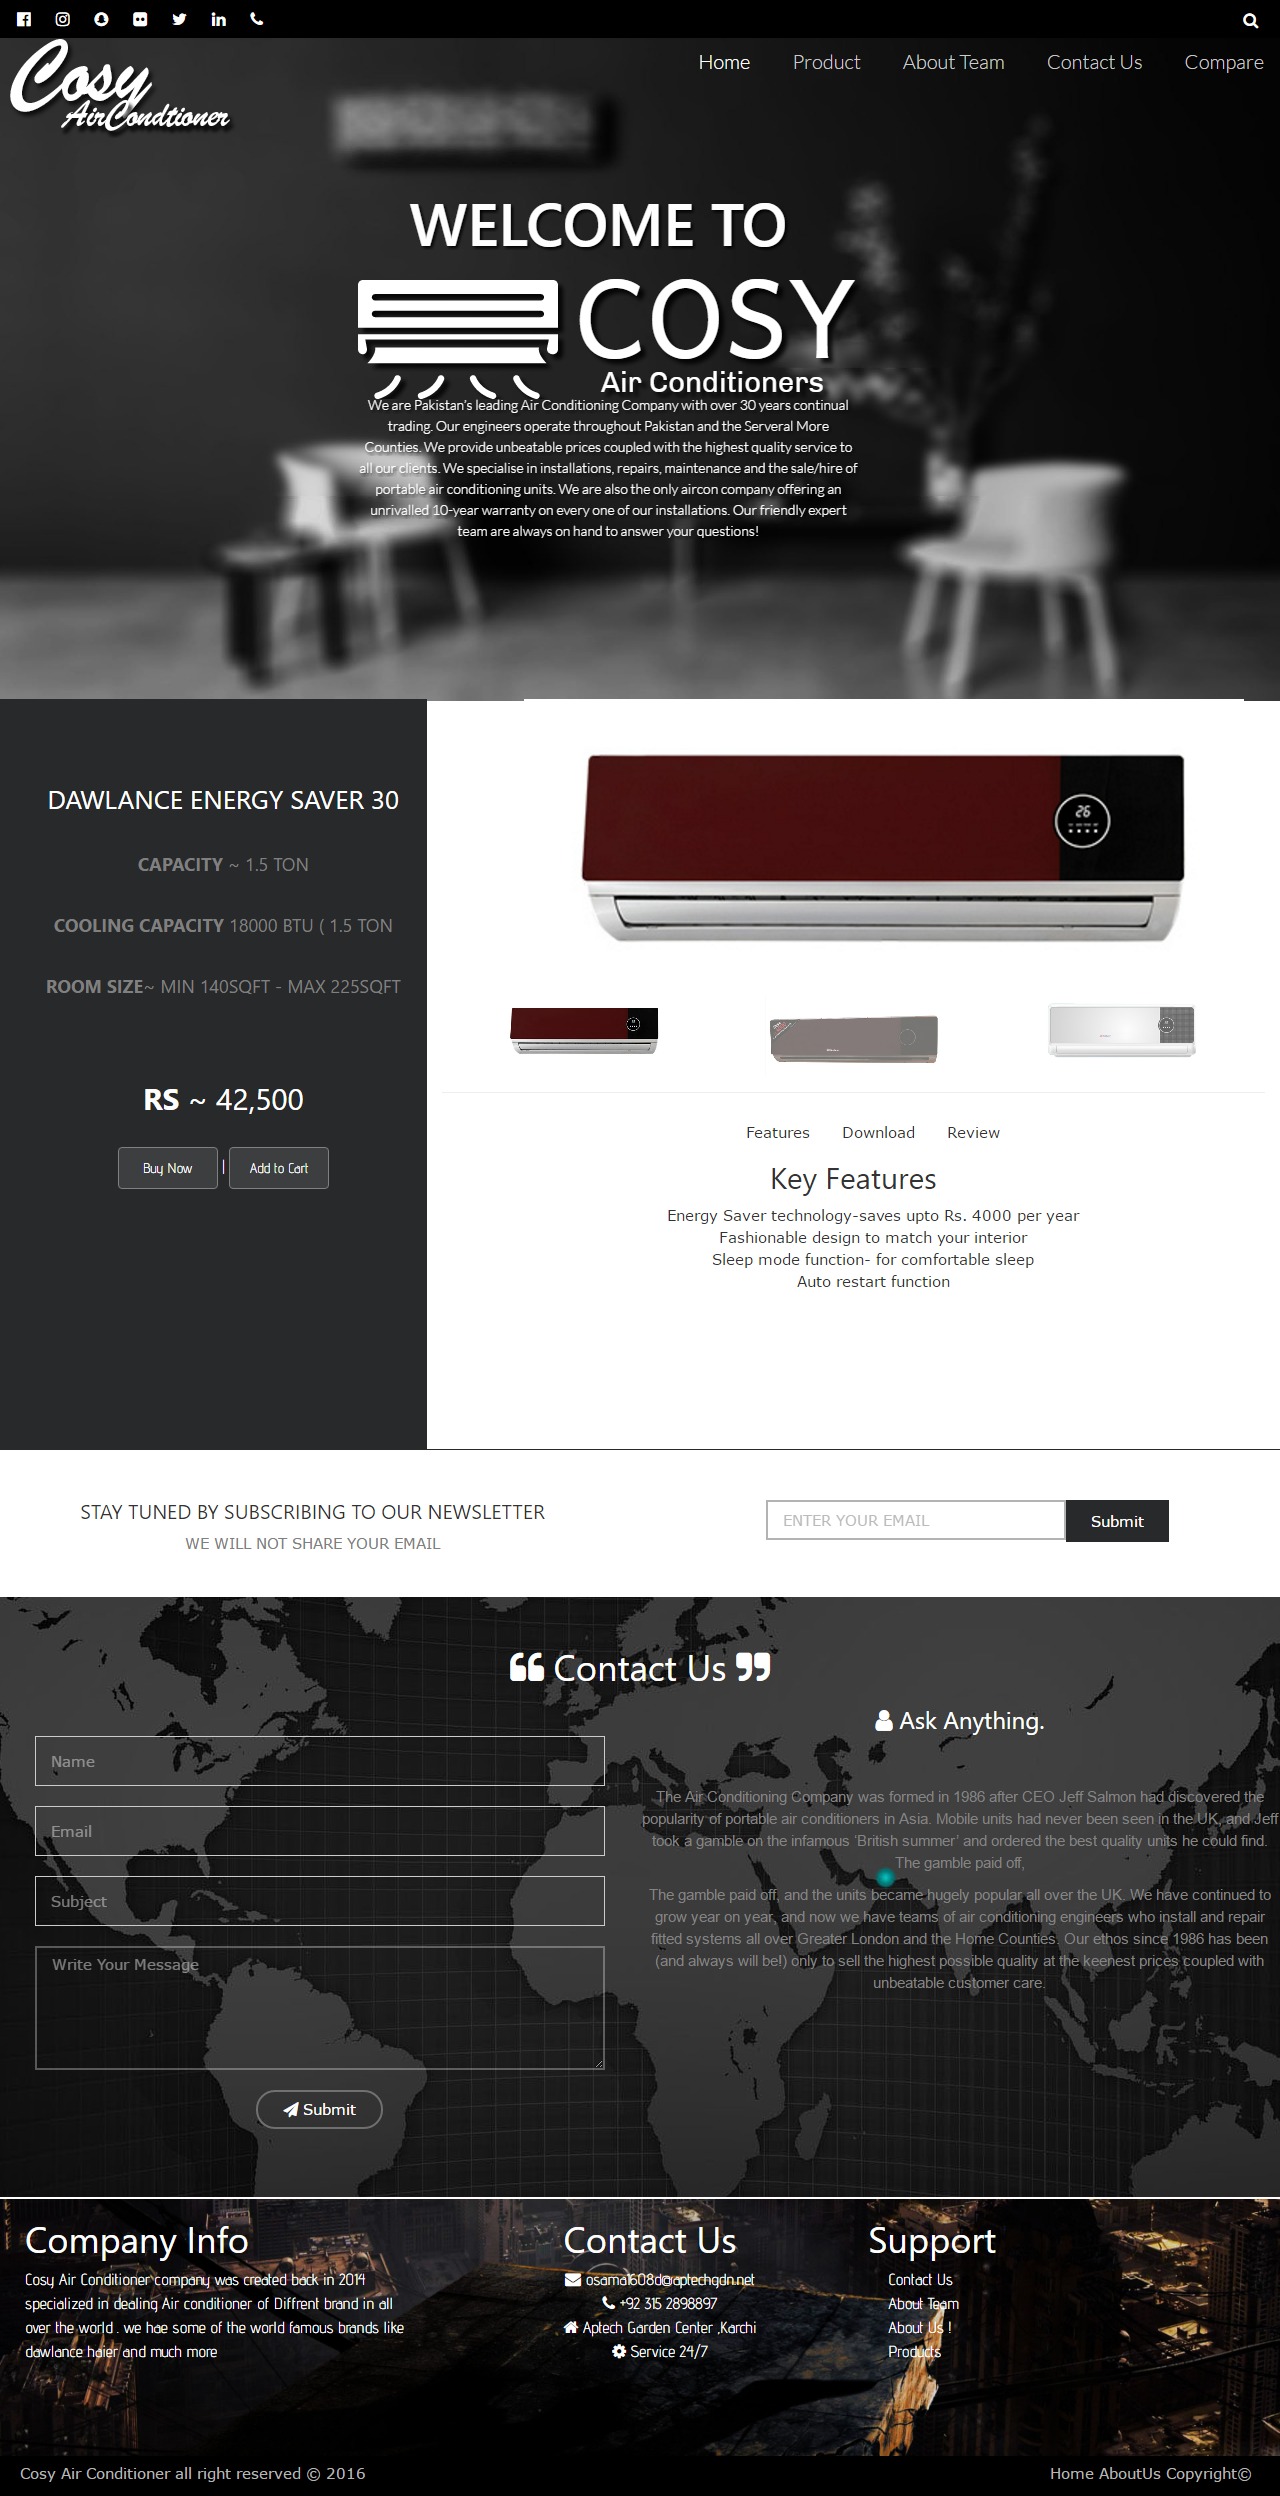 Cosy
AirCondtioner
Home Product About Team Contact Us Compare
WELCOME TO
COSY
Air Conditioners
We are Pakistan's leading Air Conditioning Company with over 30 years continual
trading. Our engineers operate throughout Pakistan and the Serveral More
Counties. We provide unbeatable prices coupled with the highest quality service to
all our clients. We specialise in installations, repairs, maintenance and the sale/hire of
portable air conditioning units. We are also the only aircon company offering an
unrivalled 10-year warranty on every one of our installations. Our friendly expert
team are always on hand to answer your questions!
DAWLANCE ENERGY SAVER 30
CAPACITY ~ 1.5 TON
COOLING CAPACITY 18000 BTU ( 1.5 TON
ROOM SIZE~ MIN 140SQFT - MAX 225SQFT
RS ~ 42,500
Buy Now | Add to Cart
26
Features Download Review
Key Features
Energy Saver technology-saves upto Rs. 4000 per year
Fashionable design to match your interior
Sleep mode function- for comfortable sleep
Auto restart function
STAY TUNED BY SUBSCRIBING TO OUR NEWSLETTER
WE WILL NOT SHARE YOUR EMAIL
ENTER YOUR EMAIL Submit
❝ Contact Us ❞
Name
Email
Subject
Write Your Message
Submit
Ask Anything.
The Air Conditioning Company was formed in 1986 after CEO Jeff Salmon had discovered the
popularity of portable air conditioners in Asia. Mobile units had never been seen in the UK, and Jeff
took a gamble on the infamous 'British summer' and ordered the best quality units he could find.
The gamble paid off,
The gamble paid off, and the units became hugely popular all over the UK. We have continued to
grow year on year, and now we have teams of air conditioning engineers who install and repair
fitted systems all over Greater London and the Home Counties. Our ethos since 1986 has been
(and always will be!) only to sell the highest possible quality at the keenest prices coupled with
unbeatable customer care.
Company Info
Cosy Air Conditioner company was created back in 2014
specialized in dealing Air conditioner of Diffrent brand in all
over the world . we hae some of the world famous brands like
dawlance haier and much more
Contact Us
osama1608d@aptechgdn.net
+92 315 2898897
Aptech Garden Center ,Karchi
Service 24/7
Support
Contact Us
About Team
About Us !
Products
Cosy Air Conditioner all right reserved © 2016
Home AboutUs Copyright©